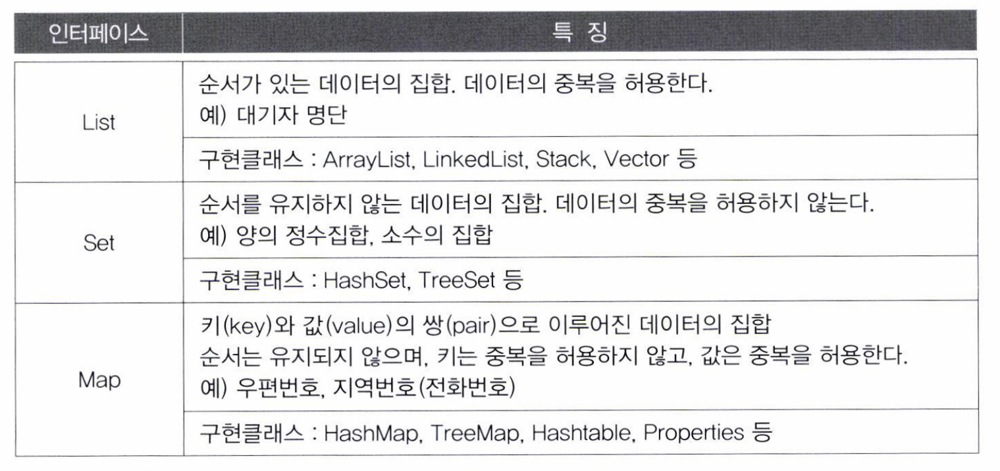 인터페이스 특 징
순서가 있는 데이터의 집합. 데이터의 중복을 허용한다.
예) 대기자 명단
List
구현클래스 : ArrayList, LinkedList, Stack, Vector 등
순서를 유지하지 않는 데이터의 집합. 데이터의 중복을 허용하지 않는다.
예) 양의 정수집합, 소수의 집합
Set
구현클래스 : HashSet, TreeSet 등
키(key)와 값(value)의 쌍(pair)으로 이루어진 데이터의 집합
순서는 유지되지 않으며, 키는 중복을 허용하지 않고, 값은 중복을 허용한다.
Map
예) 우편번호, 지역번호(전화번호)
구현클래스 : HashMap, TreeMap, Hashtable, Properties 등